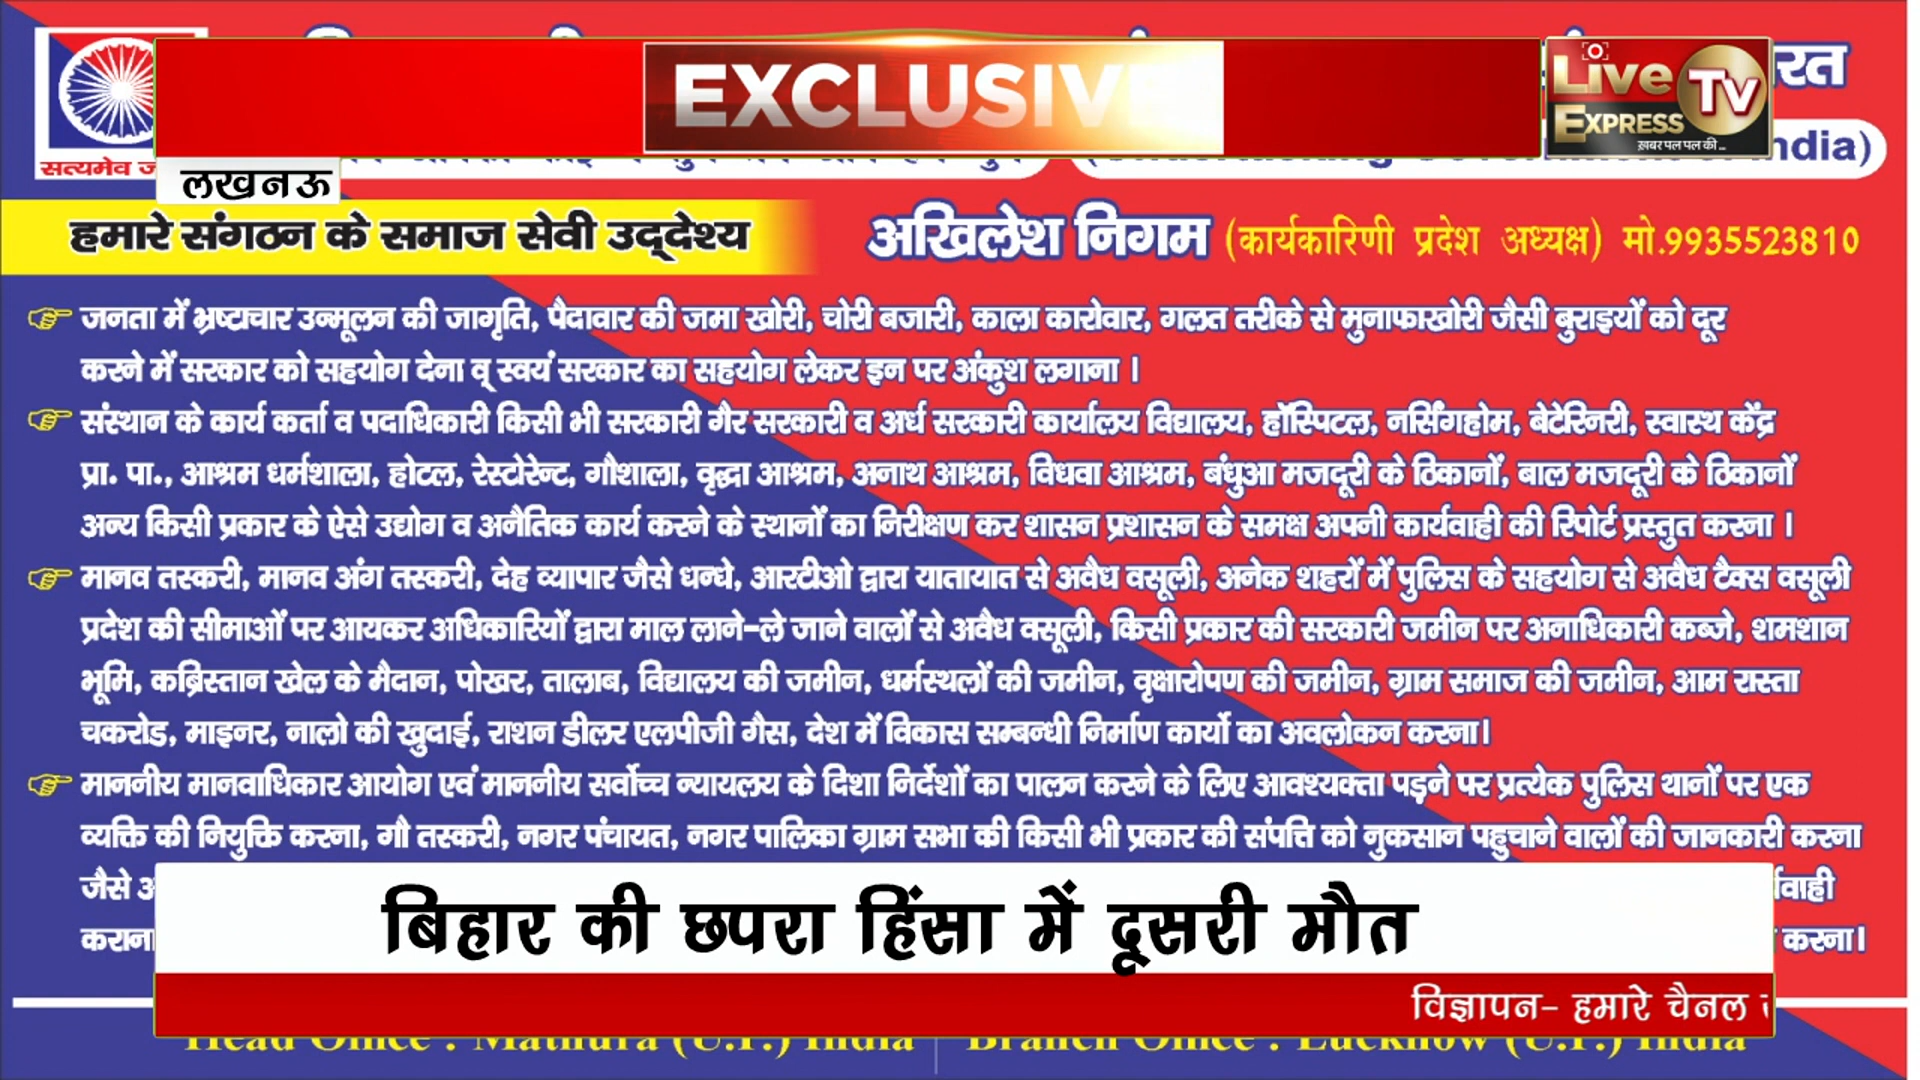 रत
EXCLUSIV
Live
TV
EXPRESS
ख़बर पल पल की...
सत्यमेव ज
ndia)
लखनऊ
हमारे संगठन के समाज सेवी उद्देश्य
अखिलेश निगम (कार्यकारिणी प्रदेश अध्यक्ष) मो.9935523810
जनता में भ्रष्टाचार उन्मूलन की जागृति, पैदावार की जमा खोरी, चोरी बजारी, काला कारोवार, गलत तरीके से मुनाफाखोरी जैसी बुराइयों को दूर
करने में सरकार को सहयोग देना व् स्वयं सरकार का सहयोग लेकर इन पर अंकुश लगाना ।
संस्थान के कार्य कर्ता व पदाधिकारी किसी भी सरकारी गैर सरकारी व अर्ध सरकारी कार्यालय विद्यालय, हॉस्पिटल, नर्सिंगहोम, बेटेरिनरी, स्वास्थ केंद्र
प्रा. पा., आश्रम धर्मशाला, होटल, रेस्टोरेन्ट, गौशाला, वृद्धा आश्रम, अनाथ आश्रम, विधवा आश्रम, बंधुआ मजदूरी के ठिकानों, बाल मजदूरी के ठिकानों
अन्य किसी प्रकार के ऐसे उद्योग व अनैतिक कार्य करने के स्थानों का निरीक्षण कर शासन प्रशासन के समक्ष अपनी कार्यवाही की रिपोर्ट प्रस्तुत करना ।
मानव तस्करी, मानव अंग तस्करी, देह व्यापार जैसे धन्धे, आरटीओ द्वारा यातायात से अवैध वसूली, अनेक शहरों में पुलिस के सहयोग से अवैध टैक्स वसूली
प्रदेश की सीमाओं पर आयकर अधिकारियों द्वारा माल लाने-ले जाने वालों से अवैध वसूली, किसी प्रकार की सरकारी जमीन पर अनाधिकारी कब्जे, शमशान
भूमि, कब्रिस्तान खेल के मैदान, पोखर, तालाब, विद्यालय की जमीन, धर्मस्थलों की जमीन, वृक्षारोपण की जमीन, ग्राम समाज की जमीन, आम रास्ता
चकरोड, माइनर, नालो की खुदाई, राशन डीलर एलपीजी गैस, देश में विकास सम्बन्धी निर्माण कार्यो का अवलोकन करना।
माननीय मानवाधिकार आयोग एवं माननीय सर्वोच्च न्यायलय के दिशा निर्देशों का पालन करने के लिए आवश्यक्ता पड़ने पर प्रत्येक पुलिस थानों पर एक
व्यक्ति की नियुक्ति करना, गौ तस्करी, नगर पंचायत, नगर पालिका ग्राम सभा की किसी भी प्रकार की संपत्ति को नुकसान पहुचाने वालों की जानकारी करना
जैसे
र्यवाही
कराना
करना।
बिहार की छपरा हिंसा में दूसरी मौत
विज्ञापन- हमारे चैनल
Head Office : Mathura (U.P.) India
Branch Office : Lucknow (U.P.) India